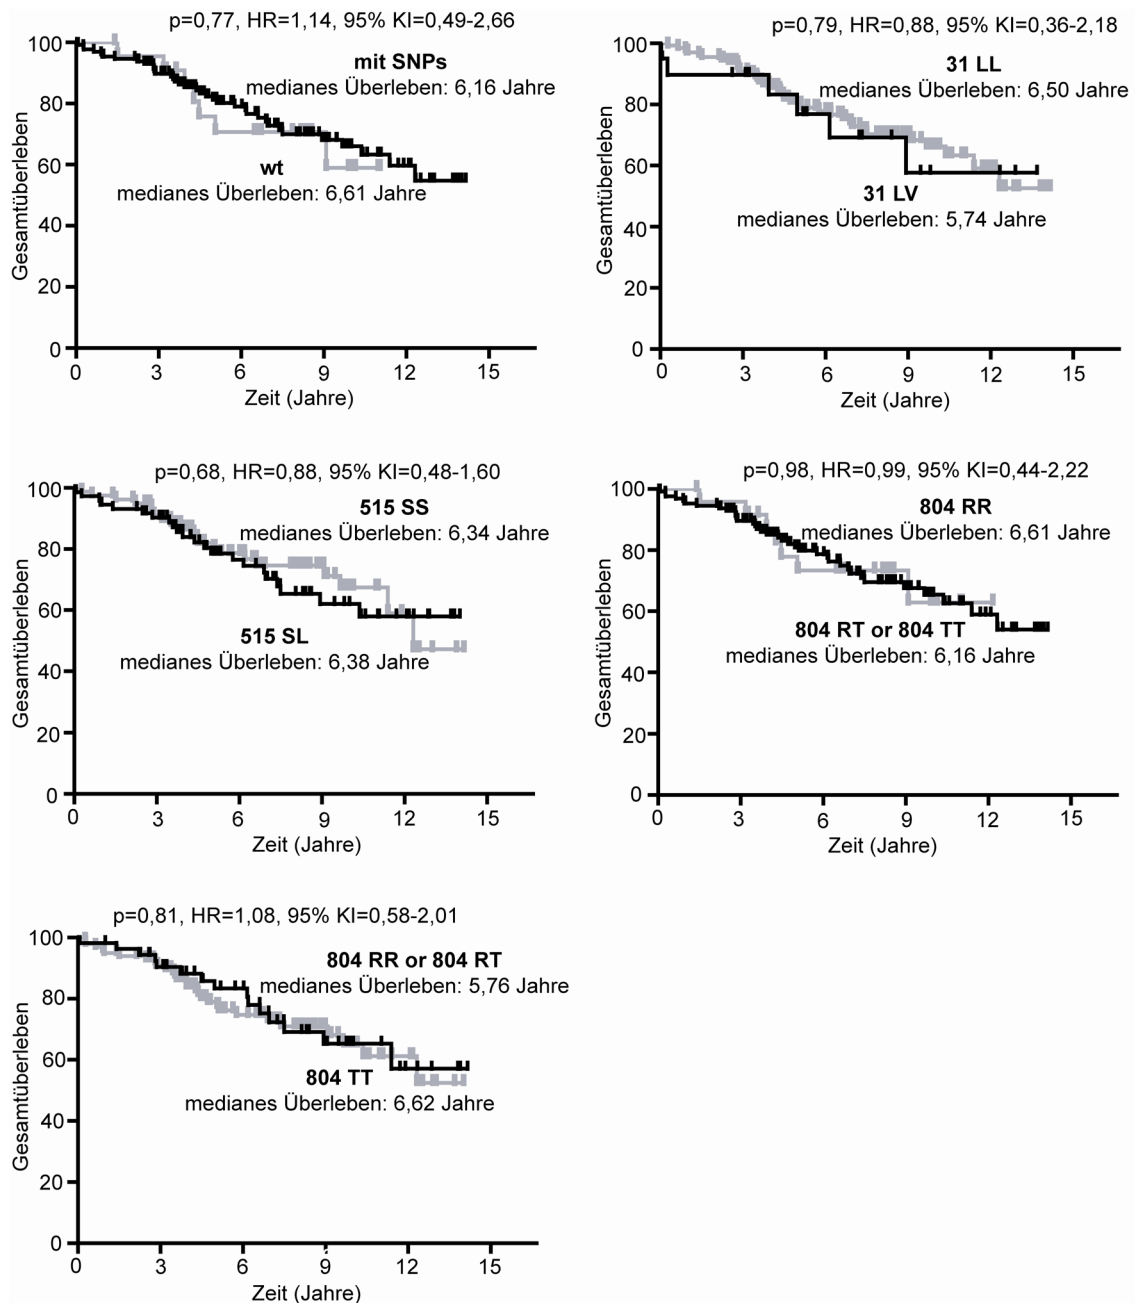 p=0,77, HR=1,14, 95% KI=0,49-2,66
100
80
60
40
20
0
Gesamtüberleben
mit SNPs
medianes Überleben: 6,16 Jahre
wt
medianes Überleben: 6,61 Jahre
0 3 6 9 12 15
Zeit (Jahre)
p=0,79, HR=0,88, 95% KI=0,36-2,18
100
80
60
40
20
0
Gesamtüberleben
31 LL
medianes Überleben: 6,50 Jahre
31 LV
medianes Überleben: 5,74 Jahre
0 3 6 9 12 15
Zeit (Jahre)
p=0,68, HR=0,88, 95% KI=0,48-1,60
100
80
60
40
20
0
Gesamtüberleben
515 SS
medianes Überleben: 6,34 Jahre
515 SL
medianes Überleben: 6,38 Jahre
0 3 6 9 12 15
Zeit (Jahre)
p=0,98, HR=0,99, 95% KI=0,44-2,22
100
80
60
40
20
0
Gesamtüberleben
804 RR
medianes Überleben: 6,61 Jahre
804 RT or 804 TT
medianes Überleben: 6,16 Jahre
0 3 6 9 12 15
Zeit (Jahre)
p=0,81, HR=1,08, 95% KI=0,58-2,01
100
80
60
40
20
0
Gesamtüberleben
804 RR or 804 RT
medianes Überleben: 5,76 Jahre
804 TT
medianes Überleben: 6,62 Jahre
0 3 6 9 12 15
Zeit (Jahre)